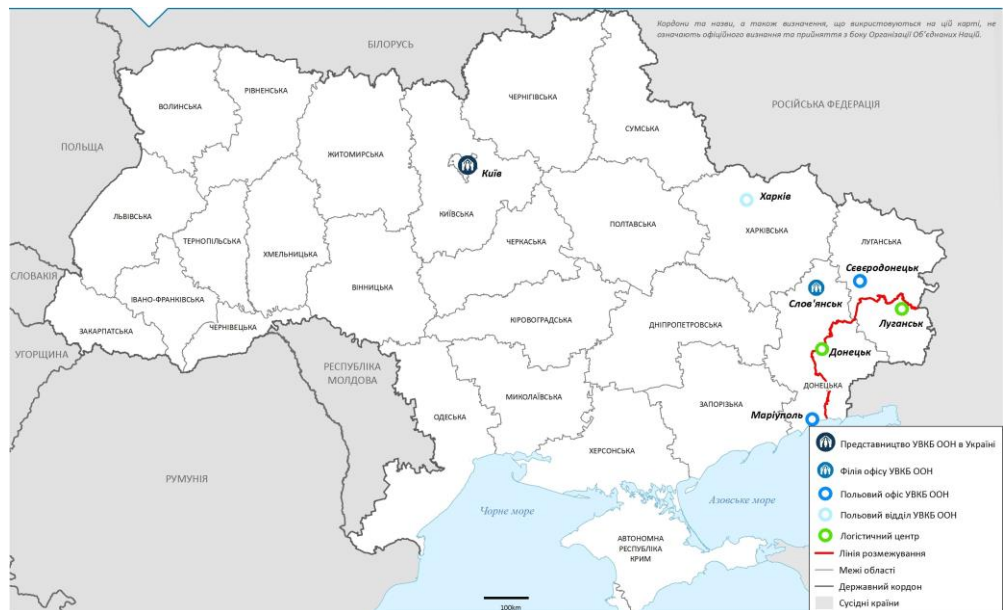 Кордони та назви, а також визначення, що використовуються на цій карті, не
означають офіційного визнання та прийняття з боку Організації Об'єднаних Націй.
БІЛОРУСЬ
РОСІЙСЬКА ФЕДЕРАЦІЯ
ПОЛЬЩА
ВОЛИНСЬКА
РІВНЕНСЬКА
ЖИТОМИРСЬКА
ЧЕРНІГІВСЬКА
СУМСЬКА
Київ
КИЇВСЬКА
Харків
ХАРКІВСЬКА
ПОЛТАВСЬКА
ЛЬВІВСЬКА
ТЕРНОПІЛЬСЬКА
ХМЕЛЬНИЦЬКА
ЧЕРКАСЬКА
ЛУГАНСЬКА
Сєвєродонецьк
СЛОВАКІЯ
ІВАНО-ФРАНКІВСЬКА
ВІННИЦЬКА
Слов'янськ
ЗАКАРПАТСЬКА
ЧЕРНІВЕЦЬКА
КІРОВОГРАДСЬКА
ДНІПРОПЕТРОВСЬКА
Луганськ
УГОРЩИНА
РЕСПУБЛІКА
МОЛДОВА
Донецьк
ДОНЕЦЬКА
ОДЕСЬКА
МИКОЛАЇВСЬКА
ЗАПОРІЗЬКА
Маріуполь
ХЕРСОНСЬКА
РУМУНІЯ
Чорне море
Азовське море
АВТОНОМНА
РЕСПУБЛІКА
КРИМ
100km
Представництво УВКБ ООН в Україні
Філія офісу УВКБ ООН
Польовий офіс УВКБ ООН
Польовий відділ УВКБ ООН
Логістичний центр
Лінія розмежування
Межі області
Державний кордон
Сусідні країни